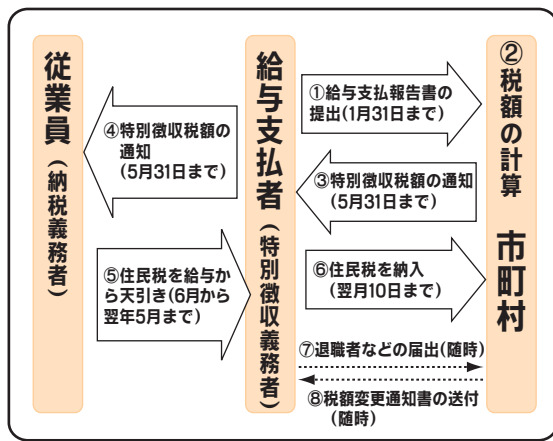 従業員(納税義務者)
給与支払者(特別徴収義務者)
②税額の計算 市町村
①給与支払報告書の
提出(1月31日まで)
③特別徴収税額の通知
(5月31日まで)
④特別徴収税額の
通知
(5月31日まで)
⑤住民税を給与か
ら天引き(6月から
翌年5月まで)
⑥住民税を納入
(翌月10日まで)
⑦退職者などの届出(随時)
⑧税額変更通知書の送付
(随時)